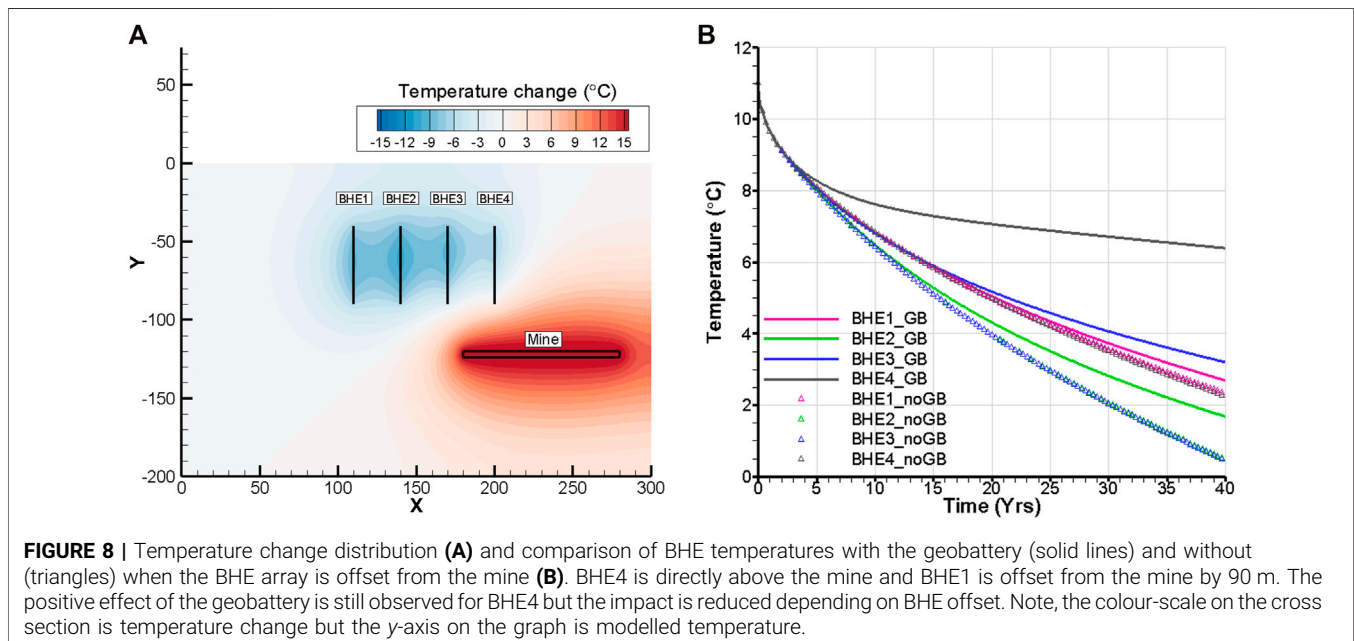 A
Temperature change (°C)
-15 -12 -9 -6 -3 0 3 6 9 12 15
50
0
-50
-100
-150
-200
Y
BHE1 BHE2 BHE3 BHE4
Mine
0 50 100 150 200 250 300
X
B
12
10
8
6
4
2
0
Temperature (°C)
BHE1_GB
BHE2_GB
BHE3_GB
BHE4_GB
BHE1_noGB
BHE2_noGB
BHE3_noGB
BHE4_noGB
0 5 10 15 20 25 30 35 40
Time (Yrs)
FIGURE 8 | Temperature change distribution (A) and comparison of BHE temperatures with the geobattery (solid lines) and without
(triangles) when the BHE array is offset from the mine (B). BHE4 is directly above the mine and BHE1 is offset from the mine by 90 m. The
positive effect of the geobattery is still observed for BHE4 but the impact is reduced depending on BHE offset. Note, the colour-scale on the cross
section is temperature change but the y-axis on the graph is modelled temperature.